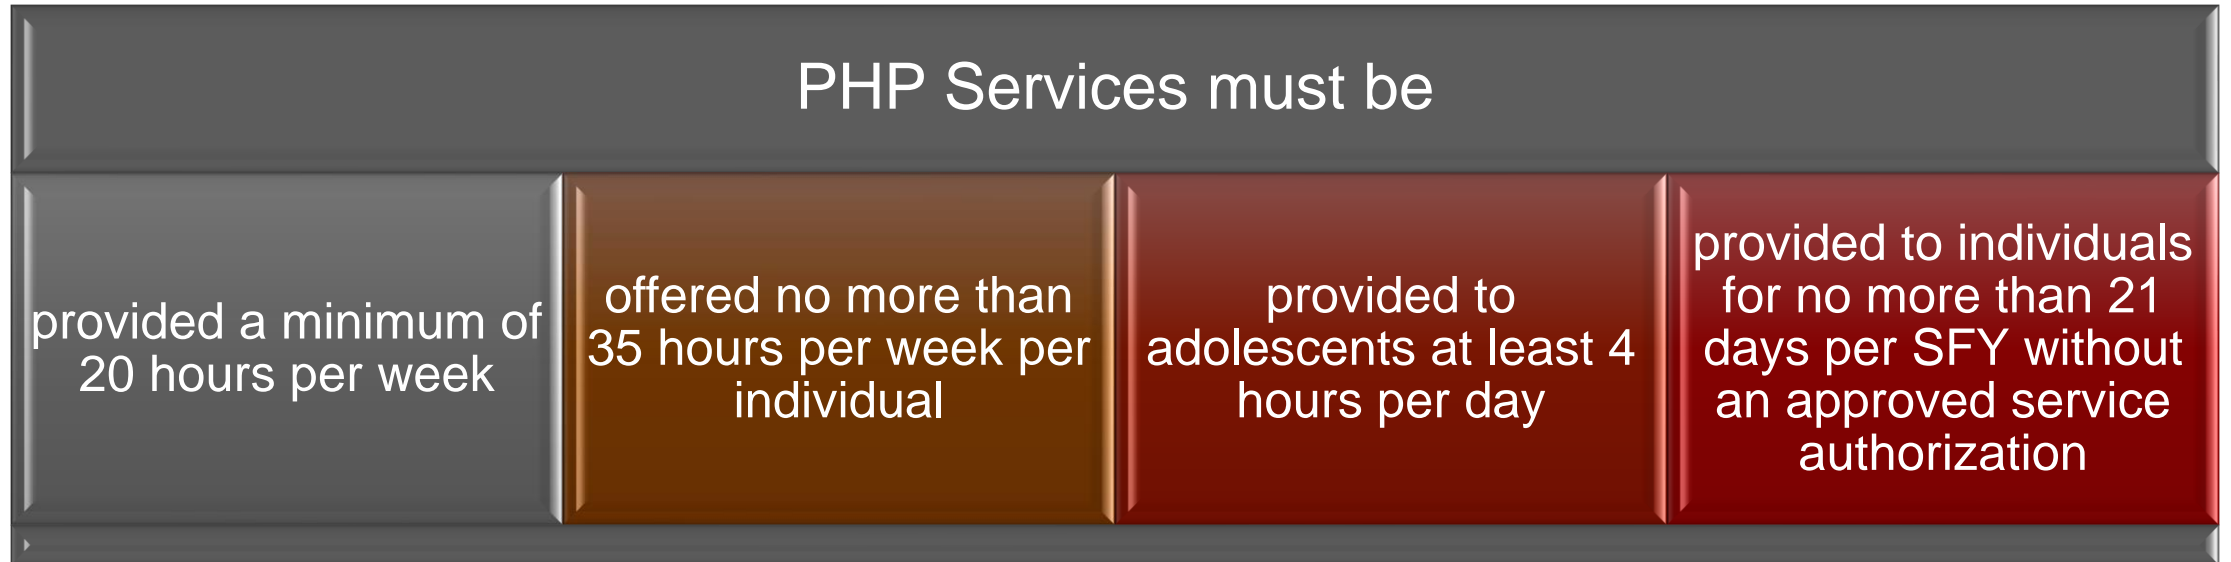 PHP Services must be
provided a minimum of
20 hours per week
offered no more than
35 hours per week per
individual
provided to
adolescents at least 4
hours per day
provided to individuals
for no more than 21
days per SFY without
an approved service
authorization